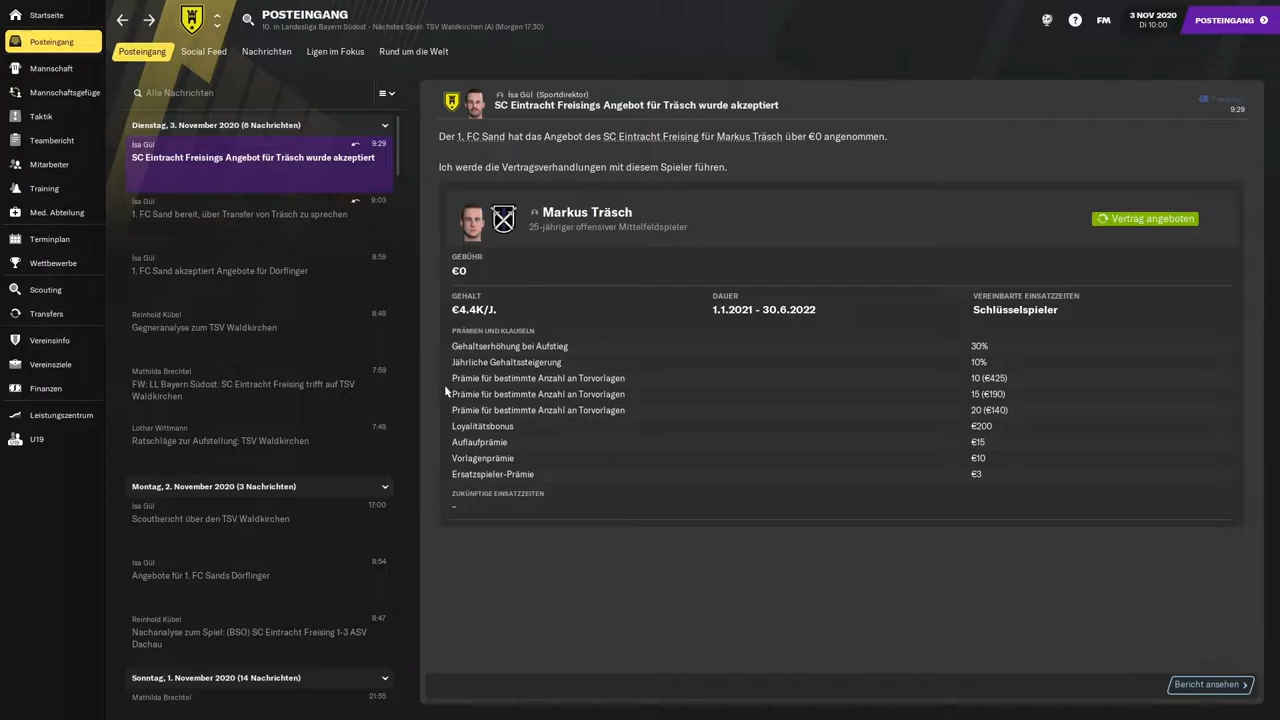 Startseite
Posteingang
Mannschaft
Mannschaftsgefüge
Taktik
Teambericht
Mitarbeiter
Training
Med. Abteilung
Terminplan
Wettbewerbe
Scouting
Transfers
Vereinsinfo
Vereinsziele
Finanzen
Leistungszentrum
U19
POSTEINGANG
10. in Landesliga Bayern Südost - Nächstes Spiel: TSV Waldkirchen (A) (Morgen 17:30)
FM
3 NOV 2020
Di 10:00
POSTEINGANG
Posteingang Social Feed Nachrichten Ligen im Fokus Rund um die Welt
Alle Nachrichten
Dienstag, 3. November 2020 (6 Nachrichten)
İsa Gül 9:29
SC Eintracht Freisings Angebot für Träsch wurde akzeptiert
İsa Gül 9:03
1. FC Sand bereit, über Transfer von Träsch zu sprechen
İsa Gül 8:59
1. FC Sand akzeptiert Angebote für Dörflinger
Reinhold Kübel 8:49
Gegneranalyse zum TSV Waldkirchen
Mathilda Brechtel 7:59
FW: LL Bayern Südost: SC Eintracht Freising trifft auf TSV
Waldkirchen
Lothar Wittmann 7:49
Ratschläge zur Aufstellung: TSV Waldkirchen
Montag, 2. November 2020 (3 Nachrichten)
İsa Gül 17:00
Scoutbericht über den TSV Waldkirchen
İsa Gül 8:54
Angebote für 1. FC Sands Dörflinger
Reinhold Kübel 8:47
Nachanalyse zum Spiel: (BSO) SC Eintracht Freising 1-3 ASV
Dachau
Sonntag, 1. November 2020 (14 Nachrichten)
Mathilda Brechtel 21:55
İsa Gül (Sportdirektor)
SC Eintracht Freisings Angebot für Träsch wurde akzeptiert
Transfers
9:29
Der 1. FC Sand hat das Angebot des SC Eintracht Freising für Markus Träsch über €0 angenommen.
Ich werde die Vertragsverhandlungen mit diesem Spieler führen.
Markus Träsch
25-jähriger offensiver Mittelfeldspieler
Vertrag angeboten
GEBÜHR
€0
GEHALT DAUER VEREINBARTE EINSATZZEITEN
€4.4K/J. 1.1.2021 - 30.6.2022 Schlüsselspieler
PRÄMIEN UND KLAUSELN
Gehaltserhöhung bei Aufstieg 30%
Jährliche Gehaltssteigerung 10%
Prämie für bestimmte Anzahl an Torvorlagen 10 (€425)
Prämie für bestimmte Anzahl an Torvorlagen 15 (€190)
Prämie für bestimmte Anzahl an Torvorlagen 20 (€140)
Loyalitätsbonus €200
Auflaufprämie €15
Vorlagenprämie €10
Ersatzspieler-Prämie €3
ZUKÜNFTIGE EINSATZZEITEN
-
Bericht ansehen